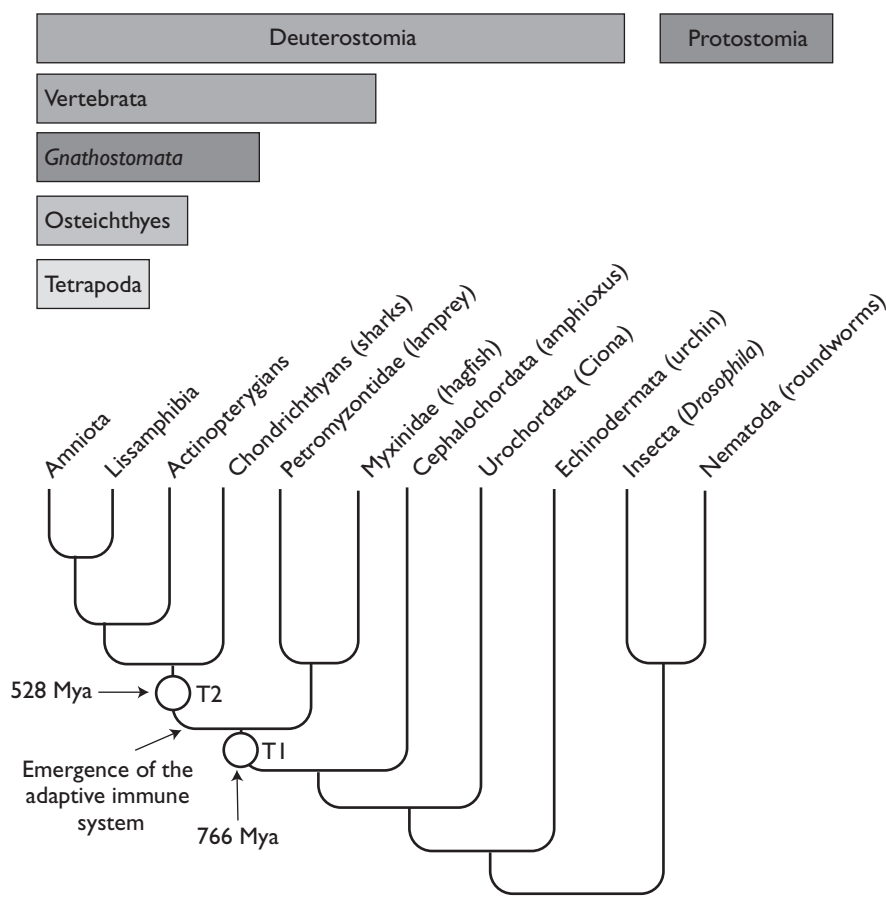 Deuterostomia
Protostomia
Vertebrata
Gnathostomata
Osteichthyes
Tetrapoda
Amniota
Lissamphibia
Actinopterygians
Chondrichthyans (sharks)
Petromyzontidae (lamprey)
Myxinidae (hagfish)
Cephalochordata (amphioxus)
Urochordata (Ciona)
Echinodermata (urchin)
Insecta (Drosophila)
Nematoda (roundworms)
528 Mya
T2
T1
Emergence of the
adaptive immune
system
766 Mya